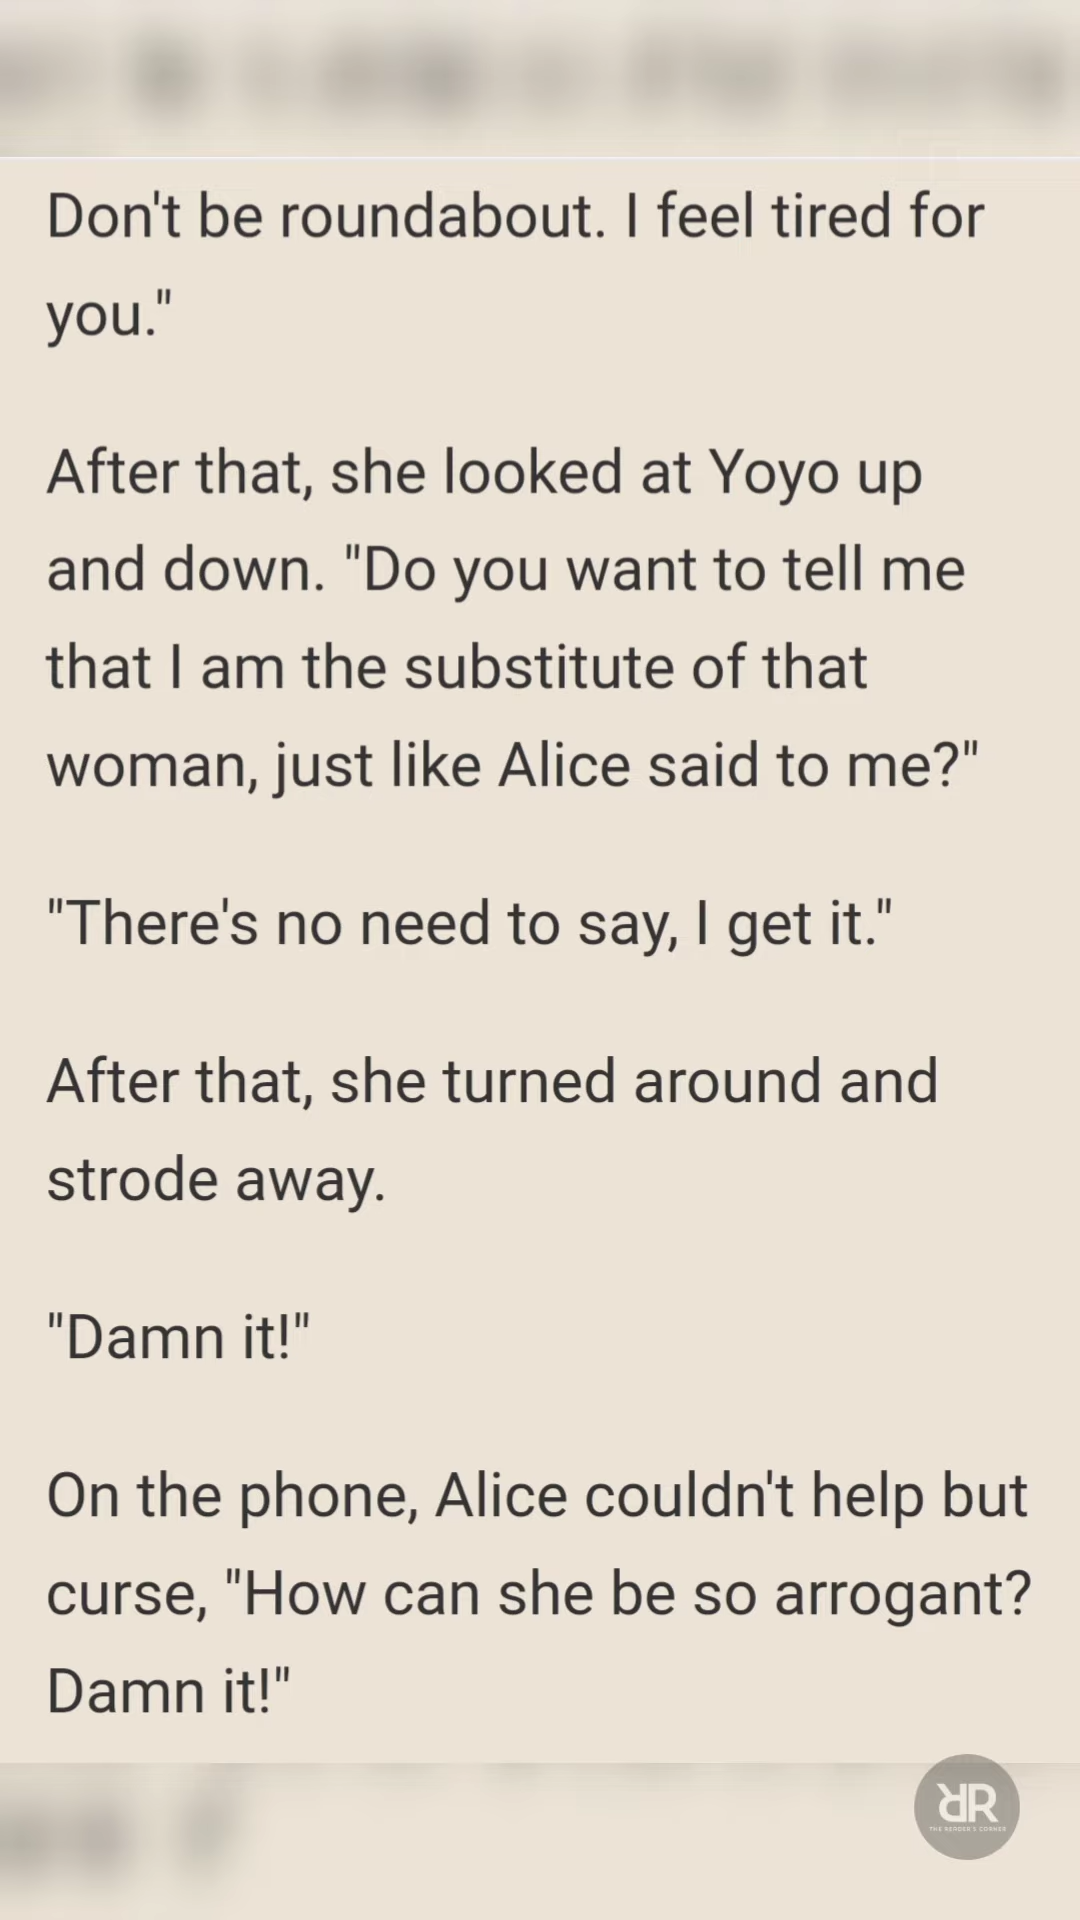 Don't be roundabout. I feel tired for
you."
After that, she looked at Yoyo up
and down. "Do you want to tell me
that I am the substitute of that
woman, just like Alice said to me?"
"There's no need to say, I get it."
After that, she turned around and
strode away.
"Damn it!"
On the phone, Alice couldn't help but
curse, "How can she be so arrogant?
Damn it!"
RR
THE READER'S CORNER